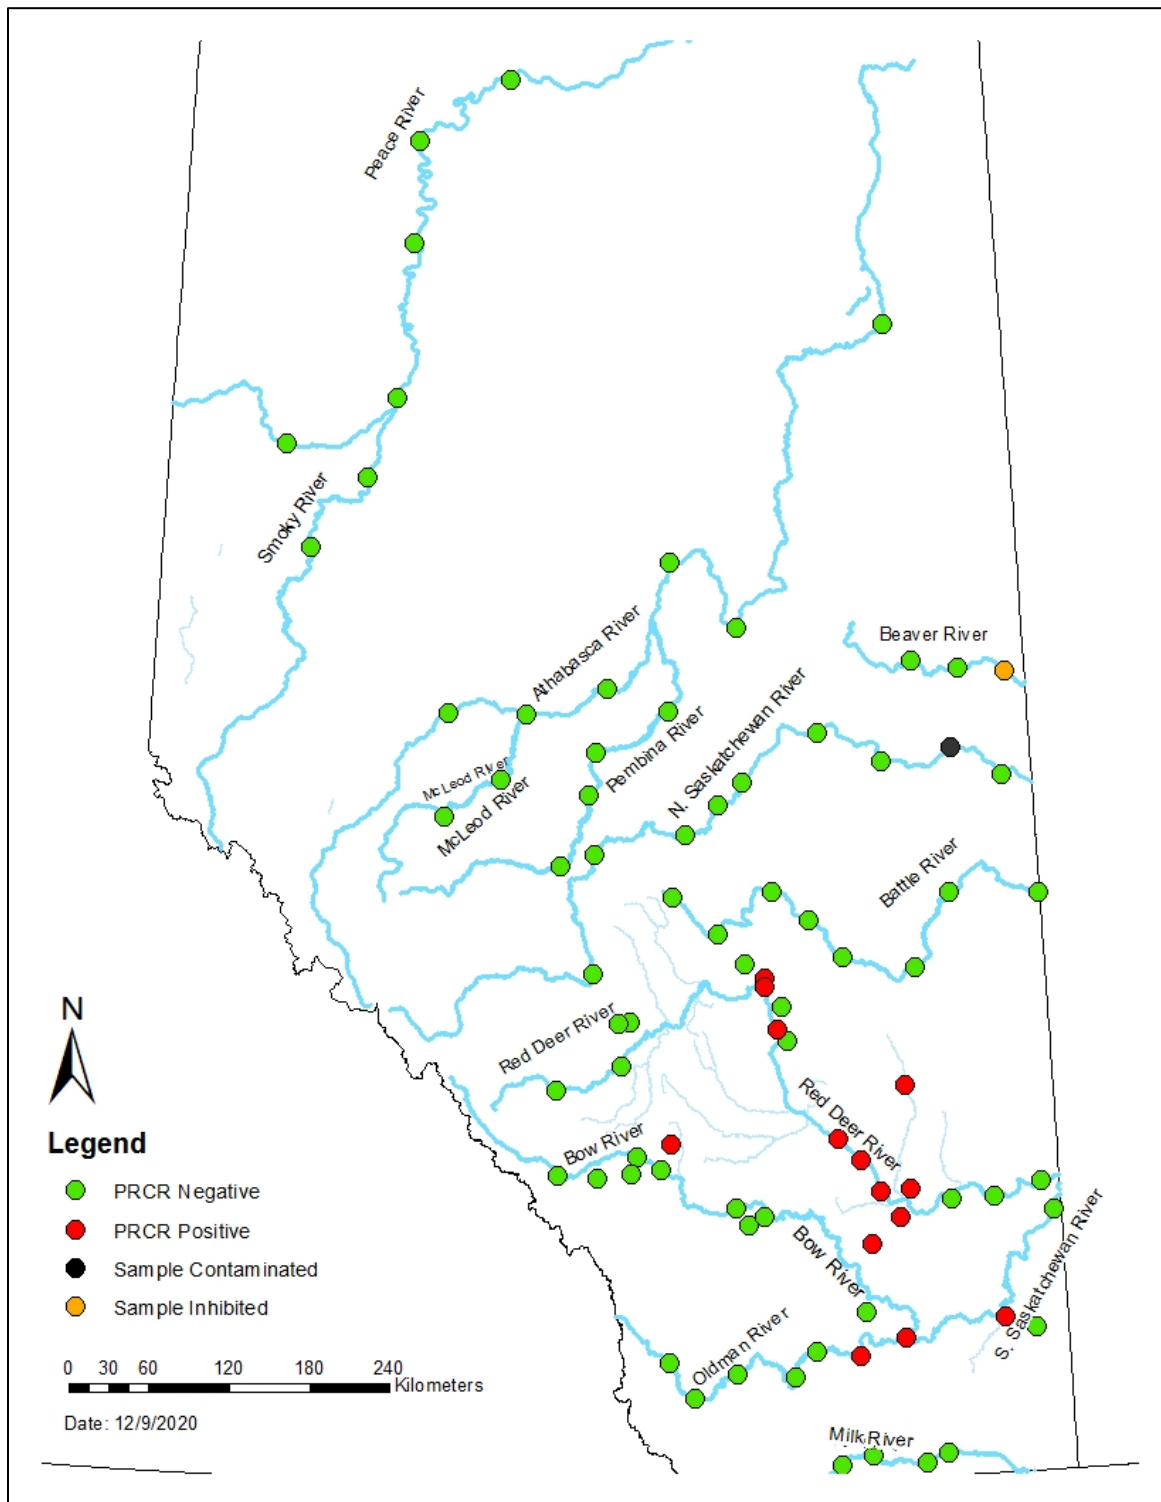 Peace River
Smoky River
Athabasca River
Beaver River
McLeod River
McLeod River
Pembina River
N. Saskatchewan River
Battle River
Red Deer River
Red Deer River
Bow River
Bow River
S. Saskatchewan River
Oldman River
Milk River
N
Legend
PRCR Negative
PRCR Positive
Sample Contaminated
Sample Inhibited
0 30 60 120 180 240
Kilometers
Date: 12/9/2020